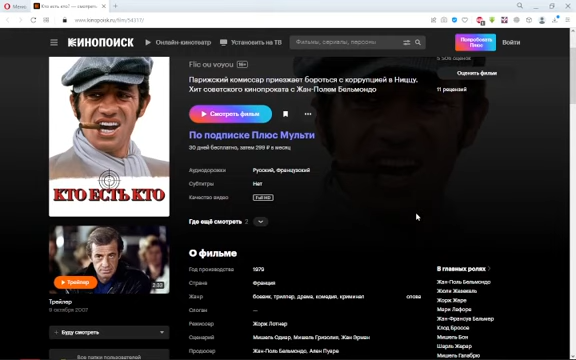 Меню
Кто есть кто? — смотреть
www.kinopoisk.ru/film/54317/
КИНОПОИСК
Онлайн-кинотеатр
Установить на ТВ
Фильмы, сериалы, персоны
Попробовать Плюс
Войти
Flic ou voyou 16+
Парижский комиссар приезжает бороться с коррупцией в Ниццу.
Хит советского кинопроката с Жан-Полем Бельмондо
Оценить фильм
11 рецензий
Смотреть фильм
По подписке Плюс Мульти
30 дней бесплатно, затем 299 ₽ в месяц
Аудиодорожки Русский, Французский
Субтитры Нет
Качество видео Full HD
Где ещё смотреть 2
КТО ЕСТЬ КТО
О фильме
Год производства 1979
Страна Франция
Жанр боевик, триллер, драма, комедия, криминал слова
Слоган —
Режиссер Жорж Лотнер
Сценарий Мишель Одиар, Мишель Гризолиа, Жан Эрман
Продюсер Жан-Поль Бельмондо, Ален Пуаре
В главных ролях
Жан-Поль Бельмондо
Жорж Жере
Мари Лафоре
Жан-Франсуа Бальмер
Клод Броссе
Мишель Бон
Мишель Галабрю
Трейлер
2:33
Трейлер
9 октября 2007
Буду смотреть